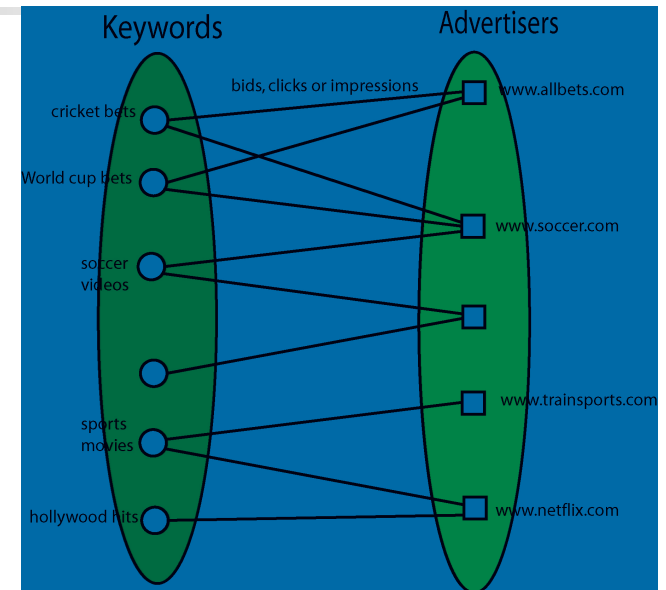 Keywords
Advertisers
bids, clicks or impressions
cricket bets
www.allbets.com
World cup bets
www.soccer.com
soccer
videos
www.trainsports.com
sports
movies
hollywood hits
www.netflix.com